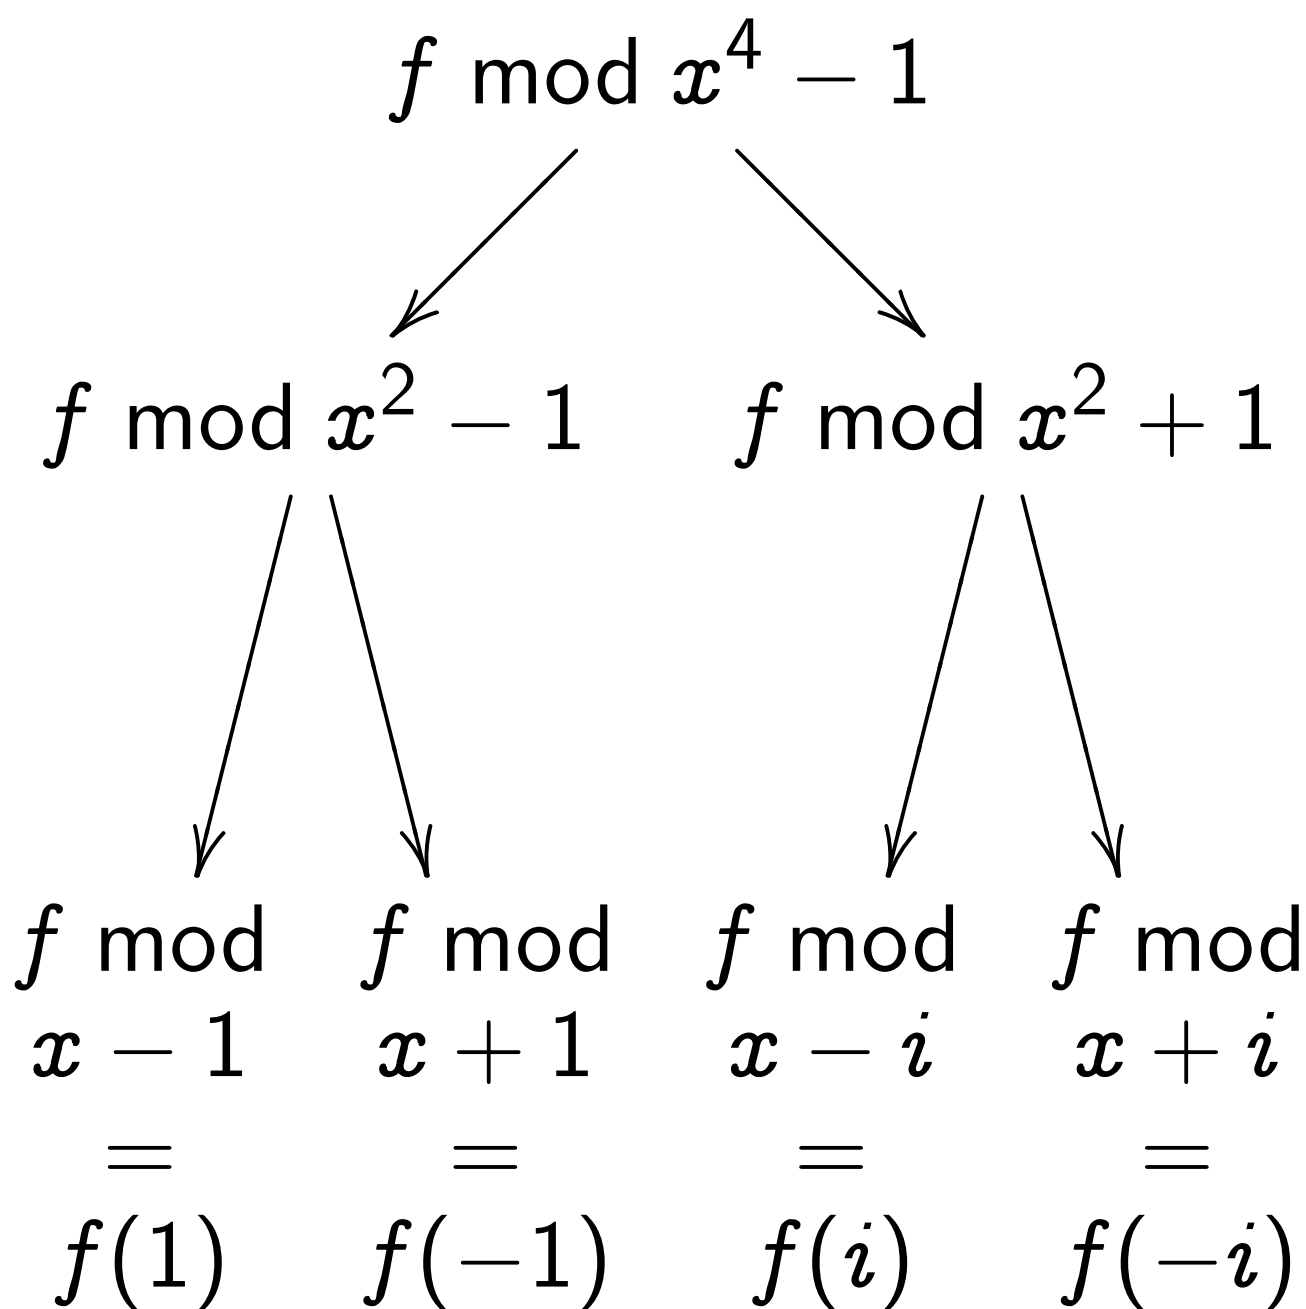 f mod x⁴ − 1
f mod x² − 1 f mod x² + 1
f mod f mod f mod f mod
x − 1 x + 1 x − i x + i
= = = =
f(1) f(−1) f(i) f(−i)